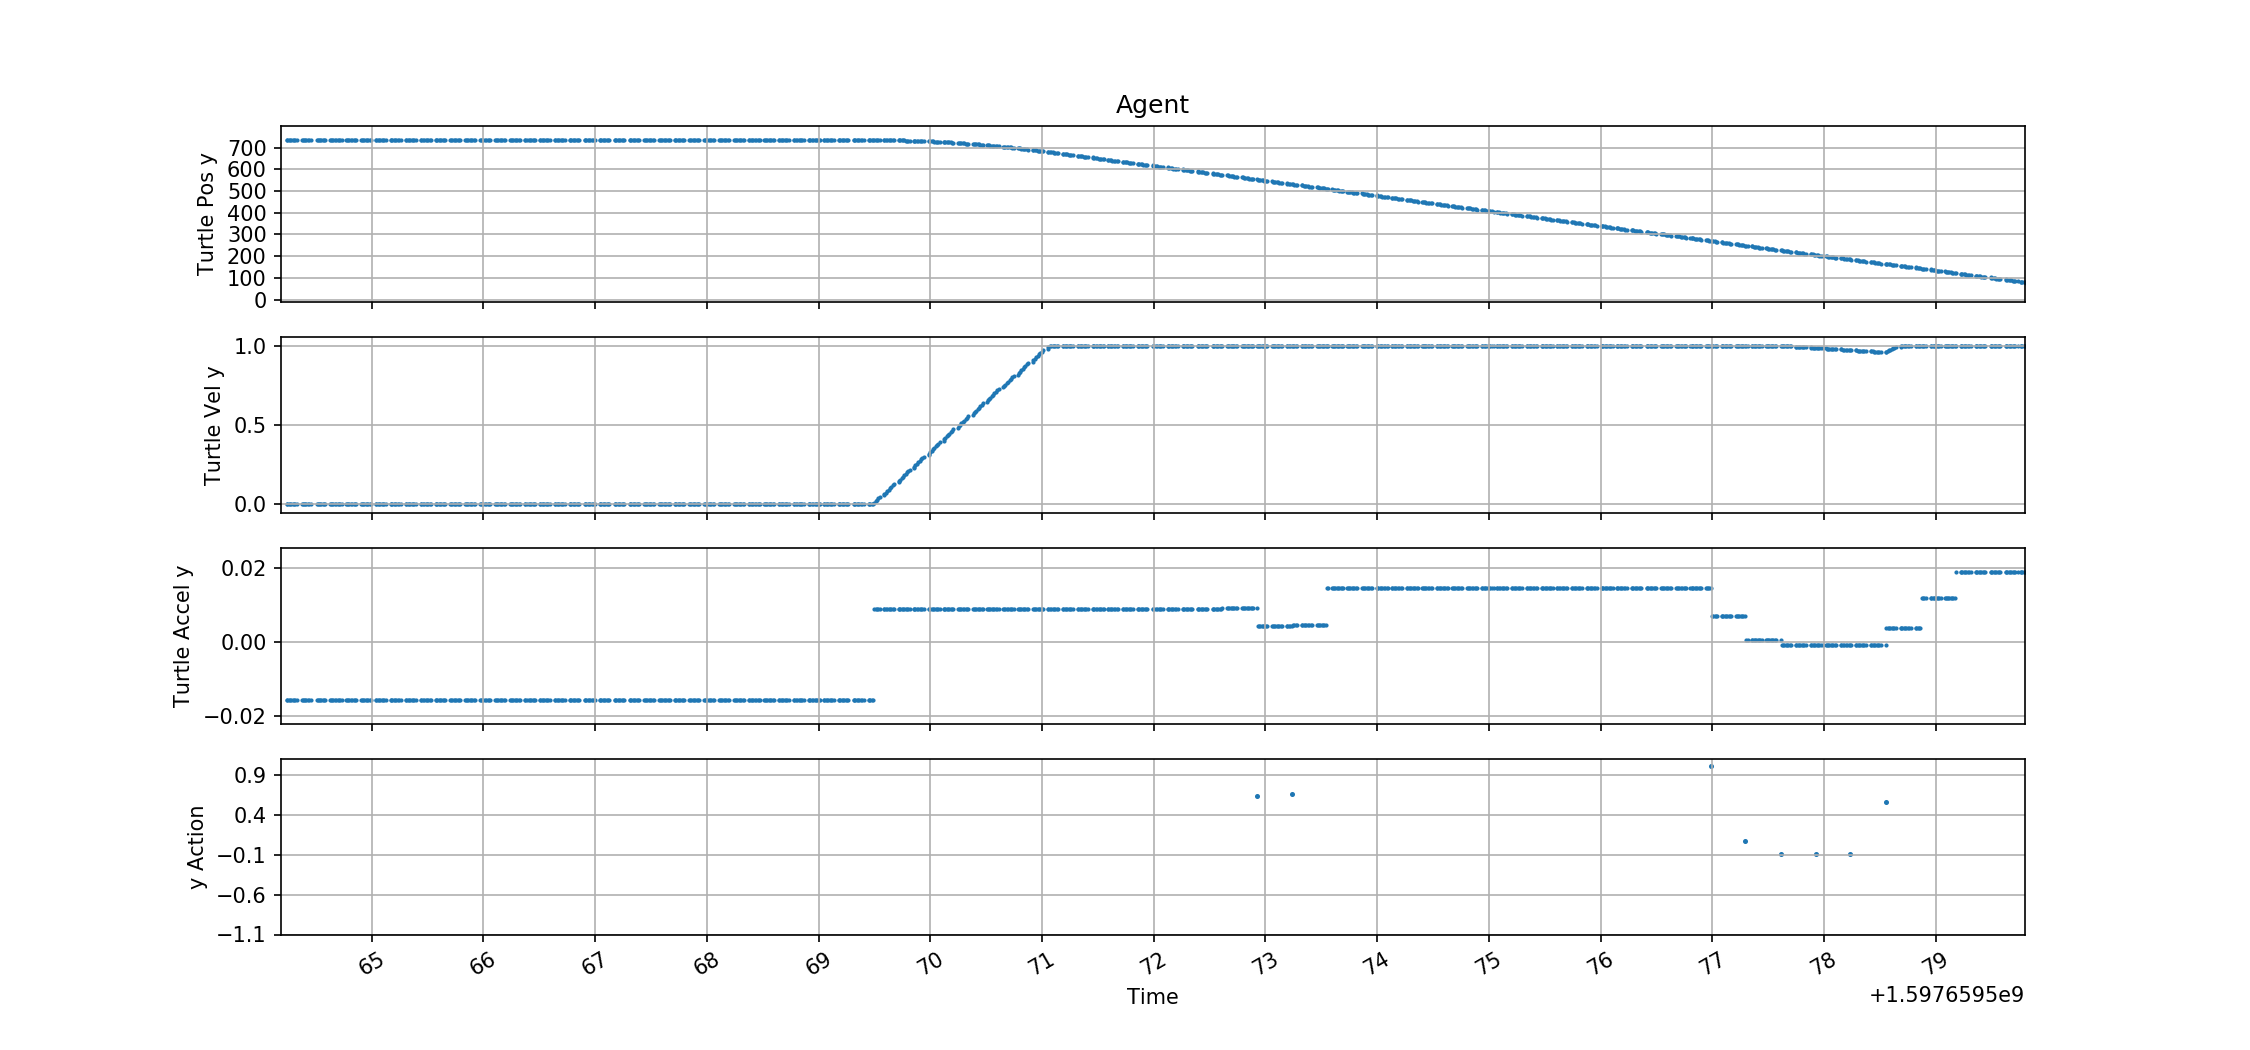 Agent
Turtle Pos y
700
600
500
400
300
200
100
0
Turtle Vel y
1.0
0.5
0.0
Turtle Accel y
0.02
0.00
−0.02
y Action
0.9
0.4
−0.1
−0.6
−1.1
65 66 67 68 69 70 71 72 73 74 75 76 77 78 79
Time
+1.5976595e9